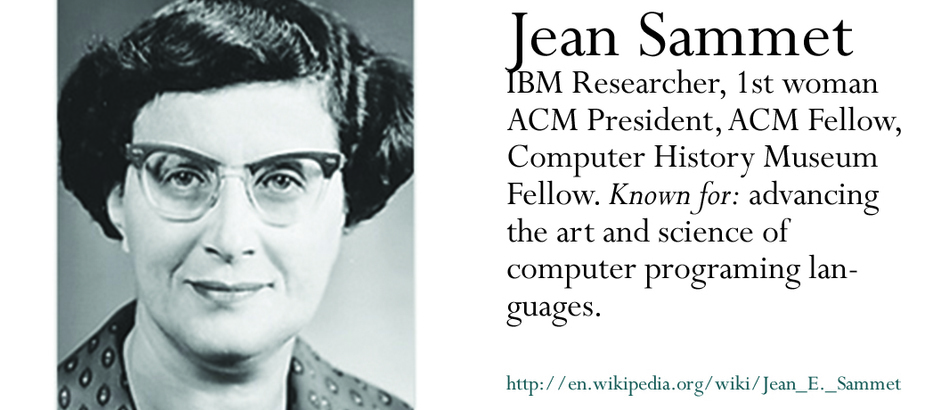 Jean Sammet
IBM Researcher, 1st woman
ACM President, ACM Fellow,
Computer History Museum
Fellow. Known for: advancing
the art and science of
computer programing lan-
guages.
http://en.wikipedia.org/wiki/Jean_E._Sammet